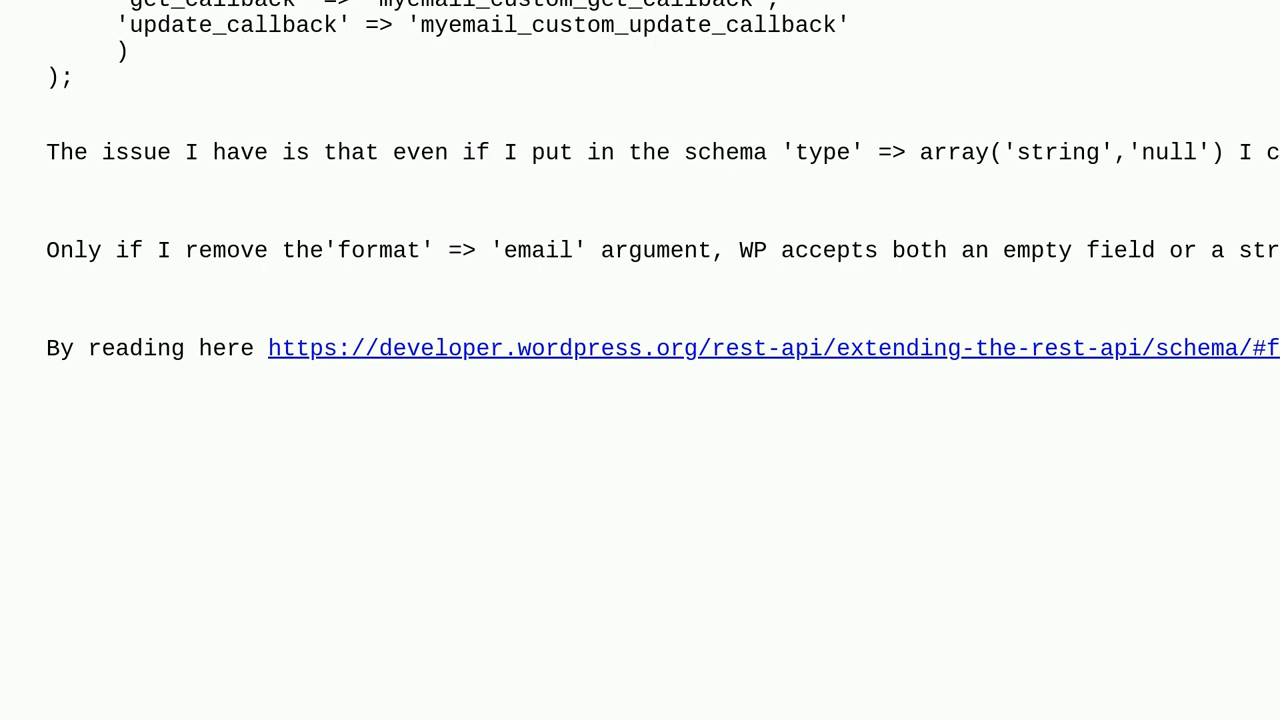 'get_callback' => 'myemail_custom_get_callback',
'update_callback' => 'myemail_custom_update_callback'
)
);
The issue I have is that even if I put in the schema 'type' => array('string','null') I c
Only if I remove the'format' => 'email' argument, WP accepts both an empty field or a str
By reading here https://developer.wordpress.org/rest-api/extending-the-rest-api/schema/#f